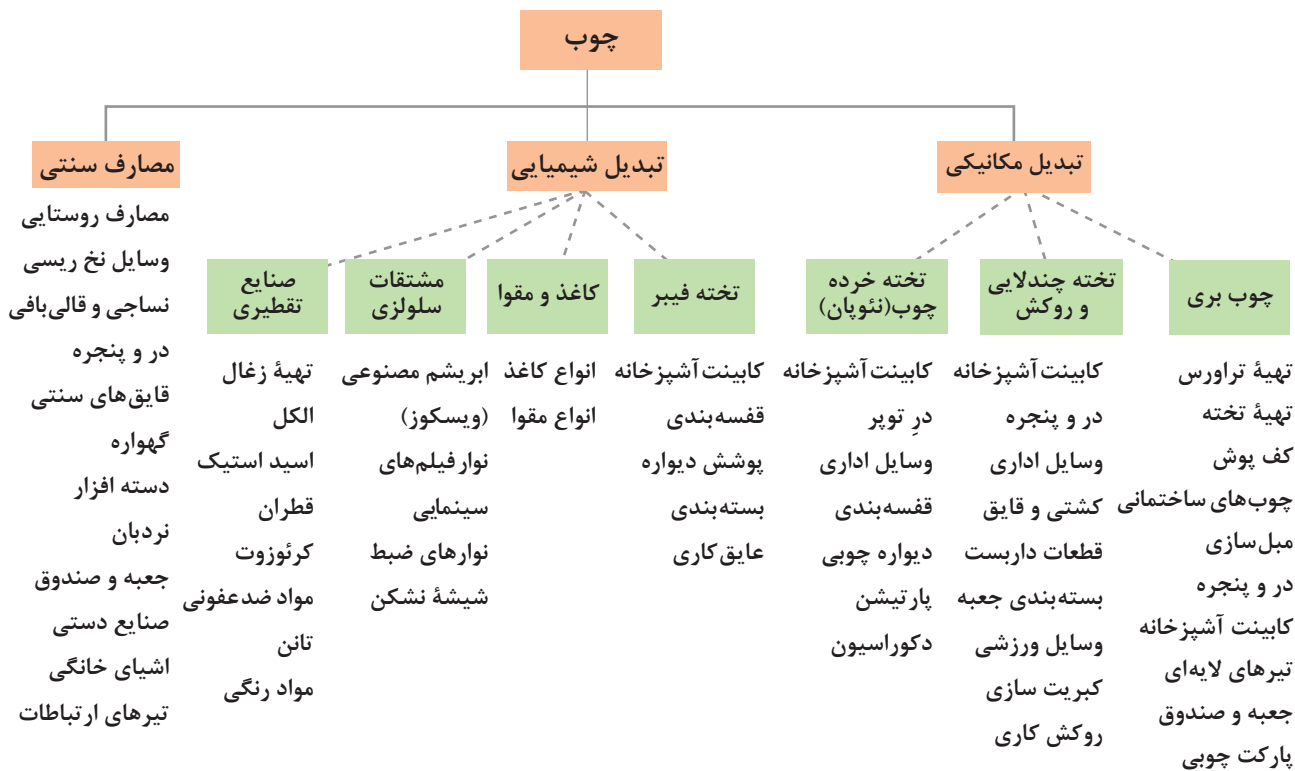 چوب
تبدیل مکانیکی
چوب بری
تهیۀ تراورس
تهیۀ تخته
کف پوش
چوب‌های ساختمانی
مبل‌سازی
در و پنجره
کابینت آشپزخانه
تیرهای لایه‌ای
جعبه و صندوق
پارکت چوبی
تخته چندلایی
و روکش
کابینت آشپزخانه
در و پنجره
وسایل اداری
کشتی و قایق
قطعات داربست
بسته‌بندی جعبه
وسایل ورزشی
کبریت سازی
روکش کاری
تخته خرده
چوب(نئوپان)
کابینت آشپزخانه
درِ توپر
وسایل اداری
قفسه‌بندی
دیواره چوبی
پارتیشن
دکوراسیون
تبدیل شیمیایی
تخته فیبر
کابینت آشپزخانه
قفسه‌بندی
پوشش دیواره
بسته‌بندی
عایق‌کاری
کاغذ و مقوا
انواع کاغذ
انواع مقوا
مشتقات
سلولزی
ابریشم مصنوعی
(ویسکوز)
نوارفیلم‌های
سینمایی
نوارهای ضبط
شیشۀ نشکن
صنایع
تقطیری
تهیۀ زغال
الکل
اسید استیک
قطران
کرئوزوت
مواد ضدعفونی
تانن
مواد رنگی
مصارف سنتی
مصارف روستایی
وسایل نخ ریسی
نساجی و قالی‌بافی
در و پنجره
قایق‌های سنتی
گهواره
دسته افزار
نردبان
جعبه و صندوق
صنایع دستی
اشیای خانگی
تیرهای ارتباطات